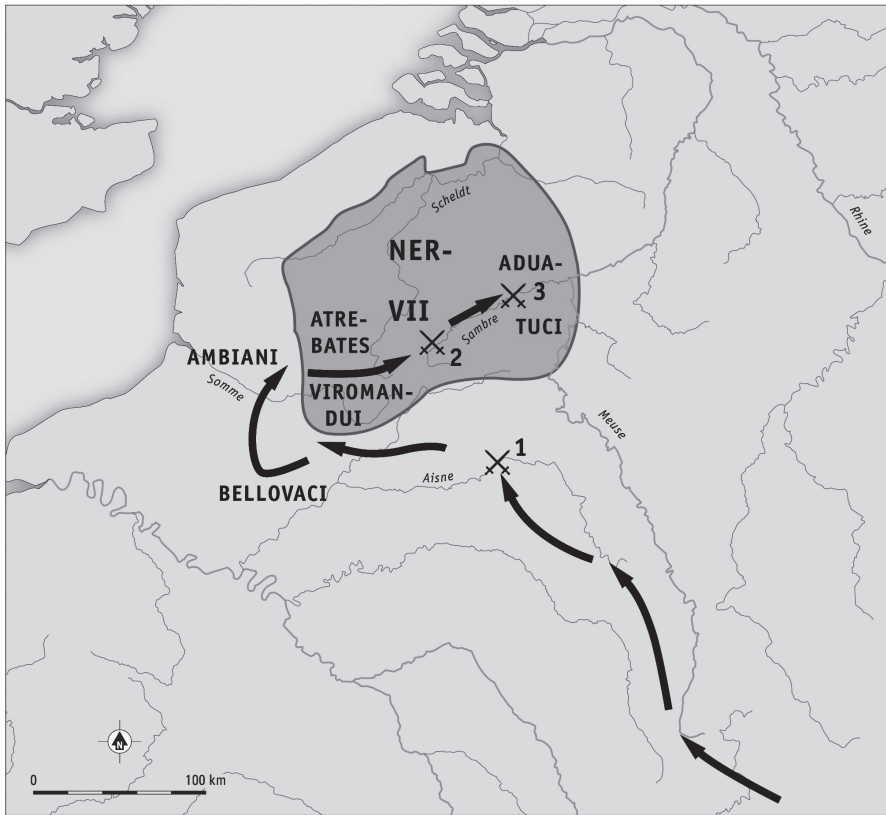 Scheldt
Rhine
NER-
VII
ADUA-
TUCI
3
Sambre
2
ATRE-
BATES
AMBIANI
Somme
VIROMAN-
DUI
Meuse
1
Aisne
BELLOVACI
N
0 100 km